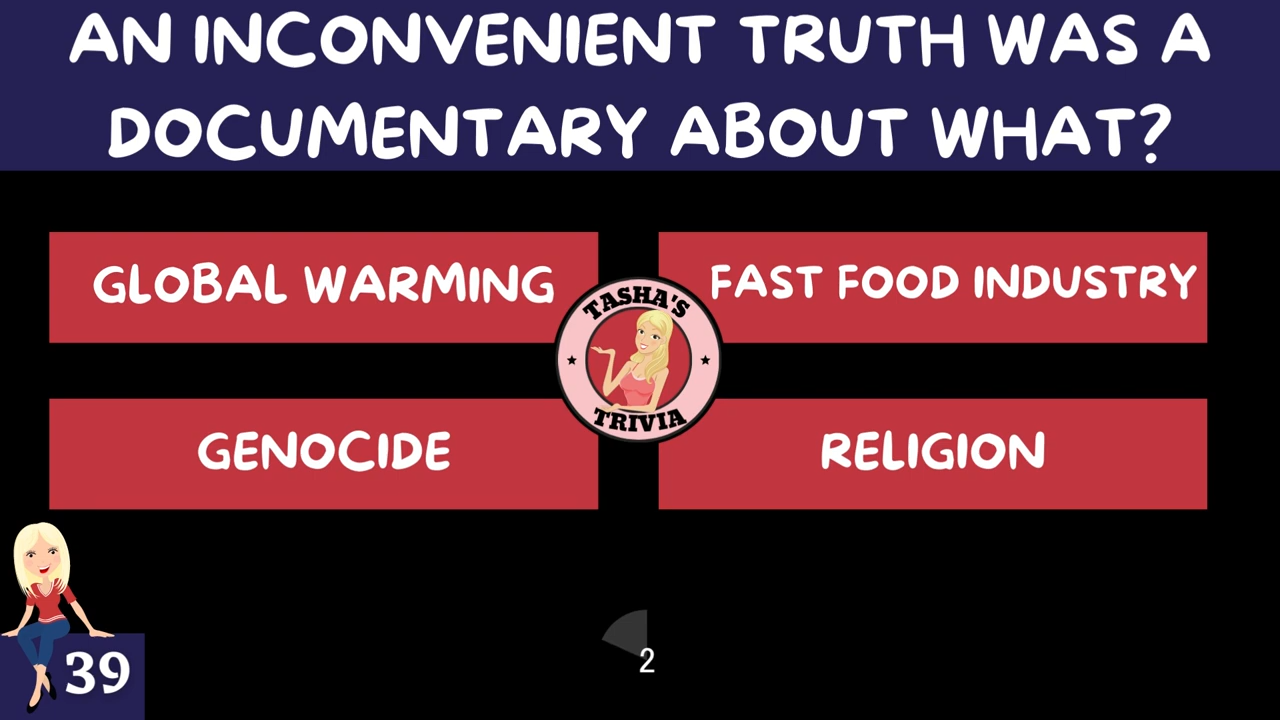 AN INCONVENIENT TRUTH WAS A
DOCUMENTARY ABOUT WHAT?
GLOBAL WARMING
FAST FOOD INDUSTRY
TASHA'S
TRIVIA
GENOCIDE
RELIGION
39
2